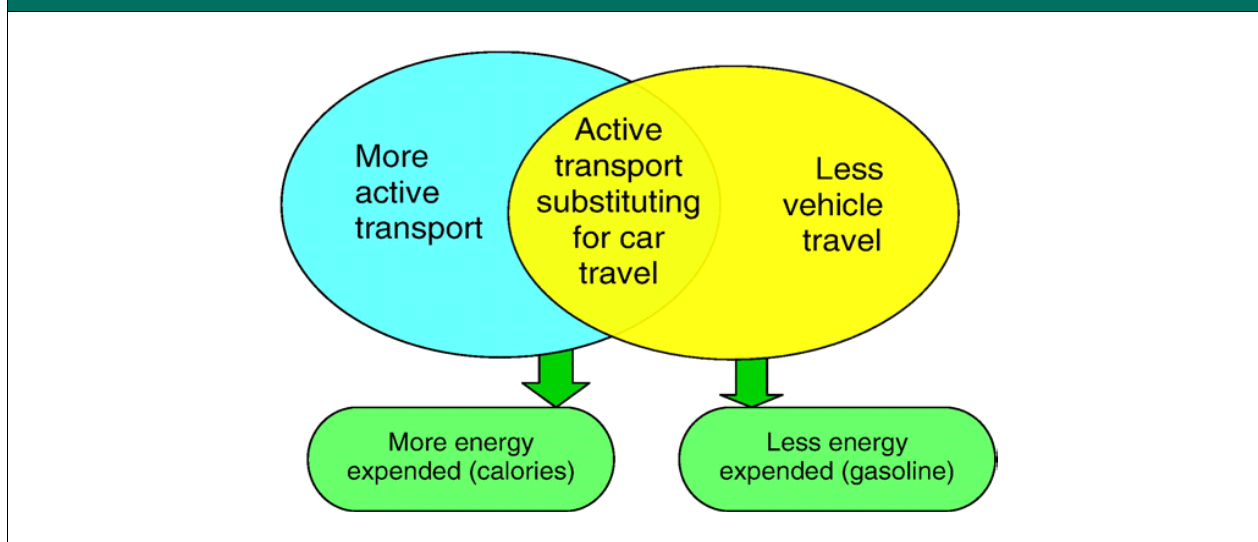 More
active
transport
Active
transport
substituting
for car
travel
Less
vehicle
travel
More energy
expended (calories)
Less energy
expended (gasoline)